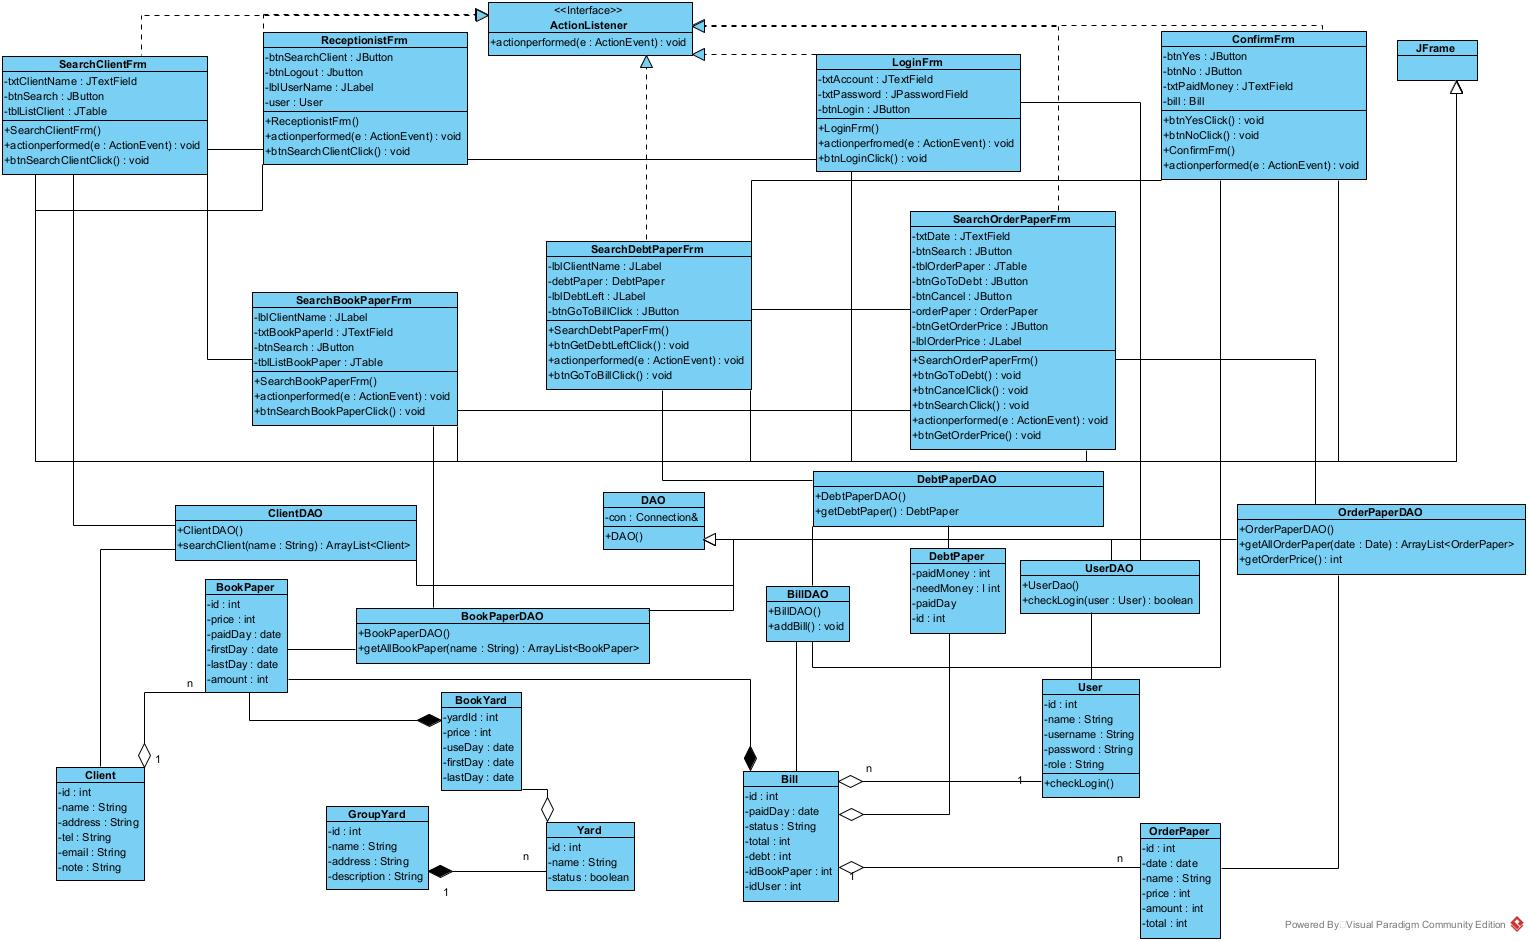 <<Interface>>
ActionListener
+actionperformed(e : ActionEvent) : void
SearchClientFrm
-txtClientName : JTextField
-btnSearch : JButton
-tblListClient : JTable
+SearchClientFrm()
+actionperformed(e : ActionEvent) : void
+btnSearchClientClick() : void
ReceptionistFrm
-btnSearchClient : JButton
-btnLogout : Jbutton
-lblUserName : JLabel
-user : User
+ReceptionistFrm()
+actionperformed(e : ActionEvent) : void
+btnSearchClientClick() : void
LoginFrm
-txtAccount : JTextField
-txtPassword : JPasswordField
-btnLogin : JButton
+LoginFrm()
+actionperfromed(e : ActionEvent) : void
+btnLoginClick() : void
ConfirmFrm
-btnYes : JButton
-btnNo : JButton
-txtPaidMoney : JTextField
-bill : Bill
+btnYesClick() : void
+btnNoClick() : void
+ConfirmFrm()
+actionperformed(e : ActionEvent) : void
JFrame
SearchBookPaperFrm
-lblClientName : JLabel
-txtBookPaperId : JTextField
-btnSearch : JButton
-tblListBookPaper : JTable
+SearchBookPaperFrm()
+actionperformed(e : ActionEvent) : void
+btnSearchBookPaperClick() : void
SearchDebtPaperFrm
-lblClientName : JLabel
-debtPaper : DebtPaper
-lblDebtLeft : JLabel
-btnGoToBillClick : JButton
+SearchDebtPaperFrm()
+btnGetDebtLeftClick() : void
+actionperformed(e : ActionEvent) : void
+btnGoToBillClick() : void
SearchOrderPaperFrm
-txtDate : JTextField
-btnSearch : JButton
-tblOrderPaper : JTable
-btnGoToDebt : JButton
-btnCancel : JButton
-orderPaper : OrderPaper
-btnGetOrderPrice : JButton
-lblOrderPrice : JLabel
+SearchOrderPaperFrm()
+btnGoToDebt() : void
+btnCancelClick() : void
+btnSearchClick() : void
+actionperformed(e : ActionEvent) : void
+btnGetOrderPrice() : void
ClientDAO
+ClientDAO()
+searchClient(name : String) : ArrayList<Client>
DAO
-con : Connection&
+DAO()
DebtPaperDAO
+DebtPaperDAO()
+getDebtPaper() : DebtPaper
OrderPaperDAO
+OrderPaperDAO()
+getAllOrderPaper(date : Date) : ArrayList<OrderPaper>
+getOrderPrice() : int
BookPaper
-id : int
-price : int
-paidDay : date
-firstDay : date
-lastDay : date
-amount : int
BookPaperDAO
+BookPaperDAO()
+getAllBookPaper(name : String) : ArrayList<BookPaper>
BillDAO
+BillDAO()
+addBill() : void
DebtPaper
-paidMoney : int
-needMoney : I int
-paidDay
-id : int
UserDAO
+UserDao()
+checkLogin(user : User) : boolean
n
1
Client
-id : int
-name : String
-address : String
-tel : String
-email : String
-note : String
BookYard
-yardId : int
-price : int
-useDay : date
-firstDay : date
-lastDay : date
GroupYard
-id : int
-name : String
-address : String
-description : String
1
n
Yard
-id : int
-name : String
-status : boolean
Bill
-id : int
-paidDay : date
-status : String
-total : int
-debt : int
-idBookPaper : int
-idUser : int
n
1
User
-id : int
-name : String
-username : String
-password : String
-role : String
+checkLogin()
1
n
OrderPaper
-id : int
-date : date
-name : String
-price : int
-amount : int
-total : int
Powered By Visual Paradigm Community Edition